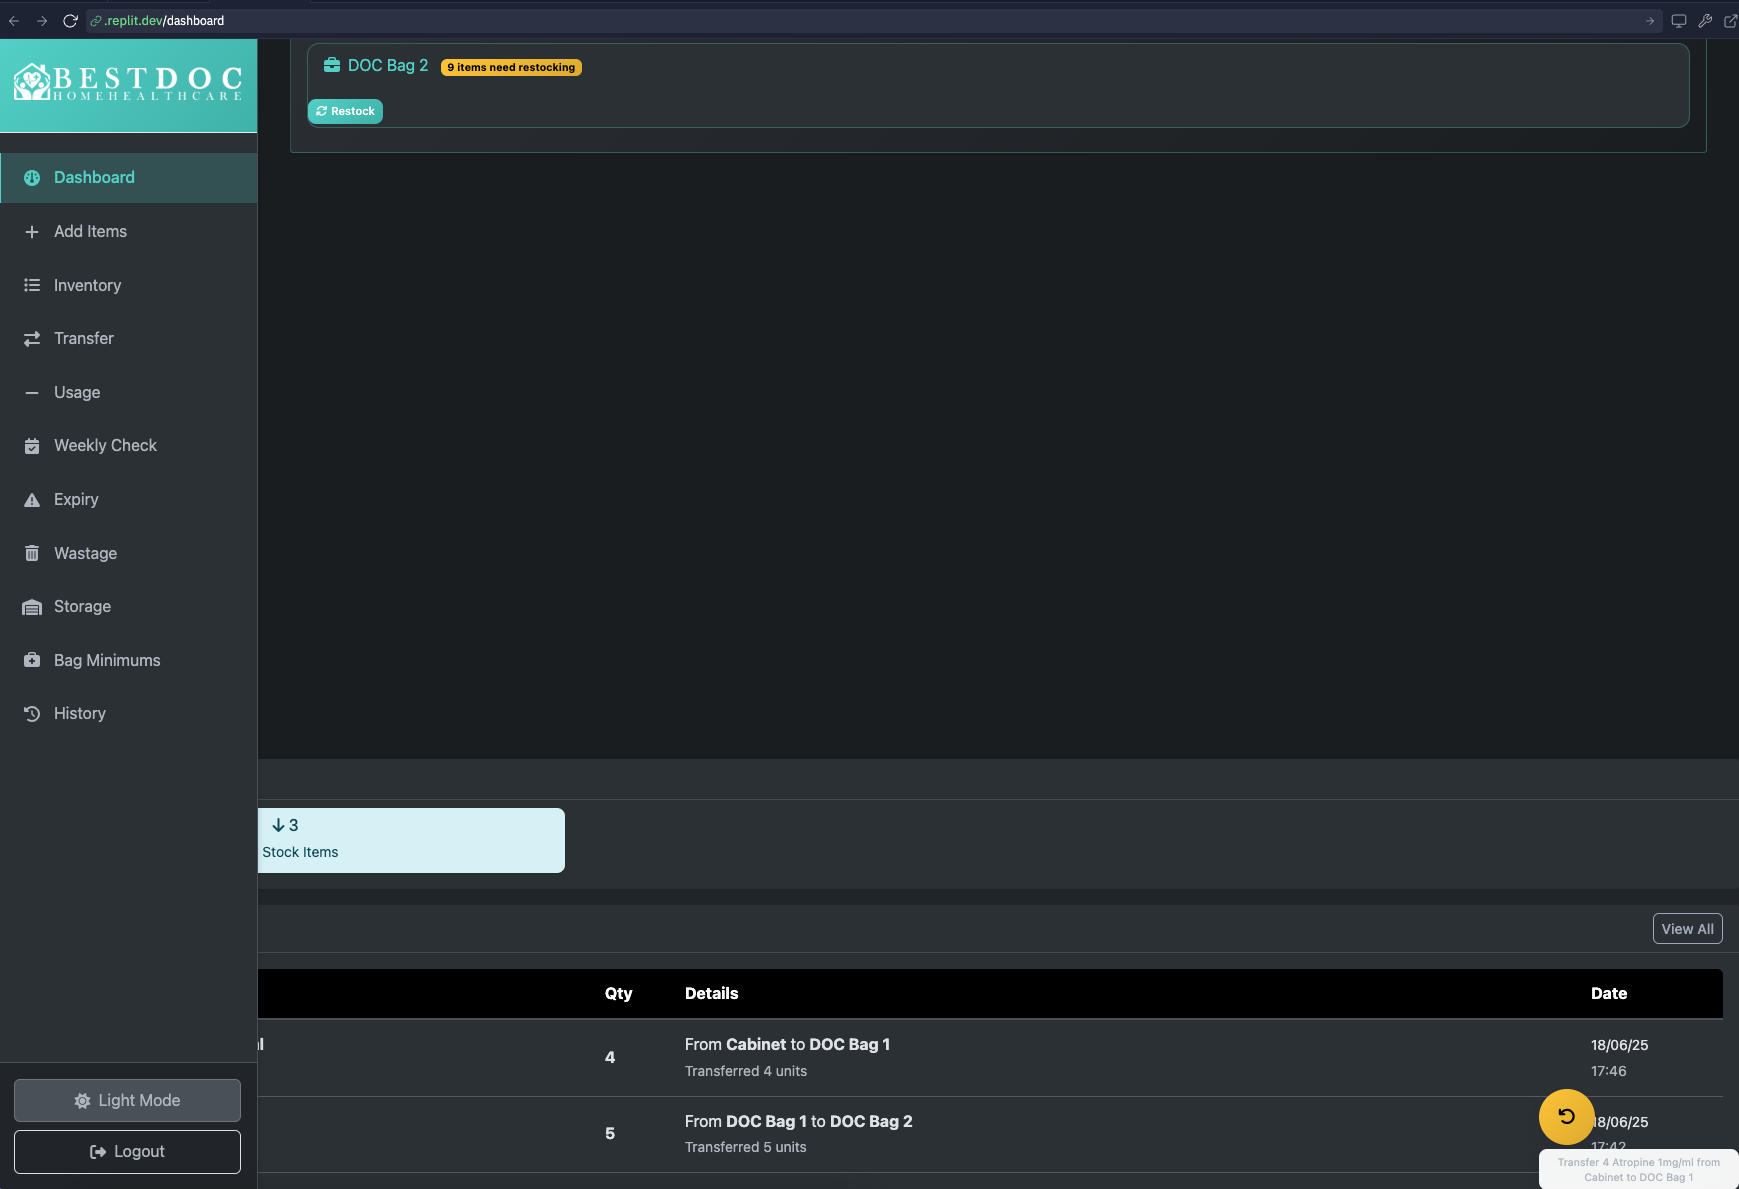 .replit.dev/dashboard
BESTDOC
HOMEHEALTHCARE
DOC Bag 2 9 items need restocking
Restock
Dashboard
Add Items
Inventory
Transfer
Usage
Weekly Check
Expiry
Wastage
Storage
Bag Minimums
History
3
Stock Items
View All
Qty Details Date
4 From Cabinet to DOC Bag 1 18/06/25
Transferred 4 units 17:46
5 From DOC Bag 1 to DOC Bag 2 18/06/25
Transferred 5 units 17:42
Light Mode
Logout
Transfer 4 Atropine 1mg/ml from
Cabinet to DOC Bag 1